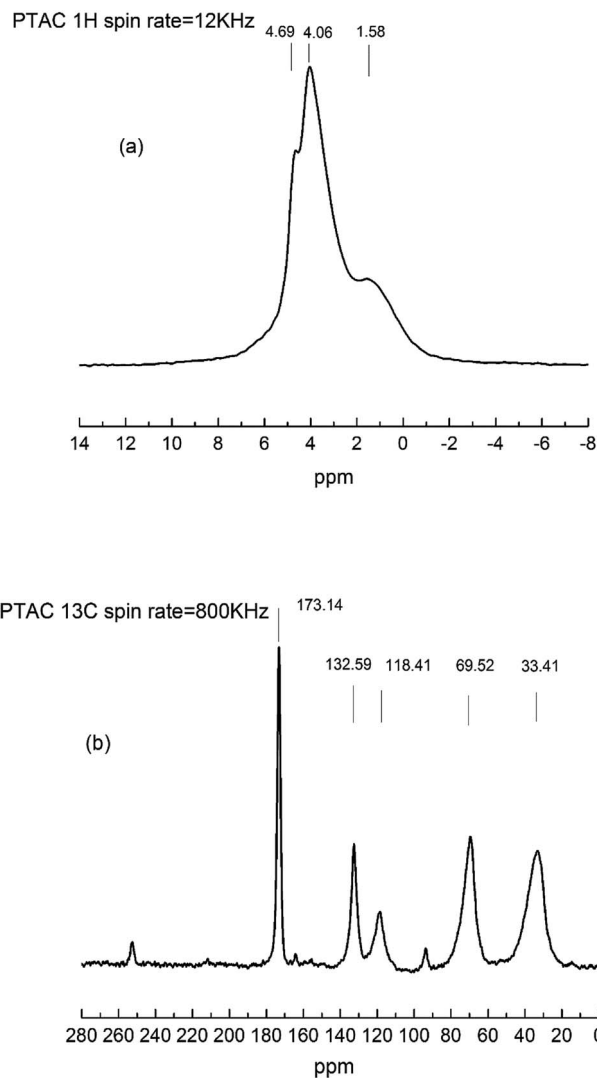 PTAC 1H spin rate=12KHz
4.69 4.06 1.58
(a)
14 12 10 8 6 4 2 0 -2 -4 -6 -8
ppm
PTAC 13C spin rate=800KHz
173.14
132.59 118.41 69.52 33.41
(b)
280 260 240 220 200 180 160 140 120 100 80 60 40 20 0
ppm